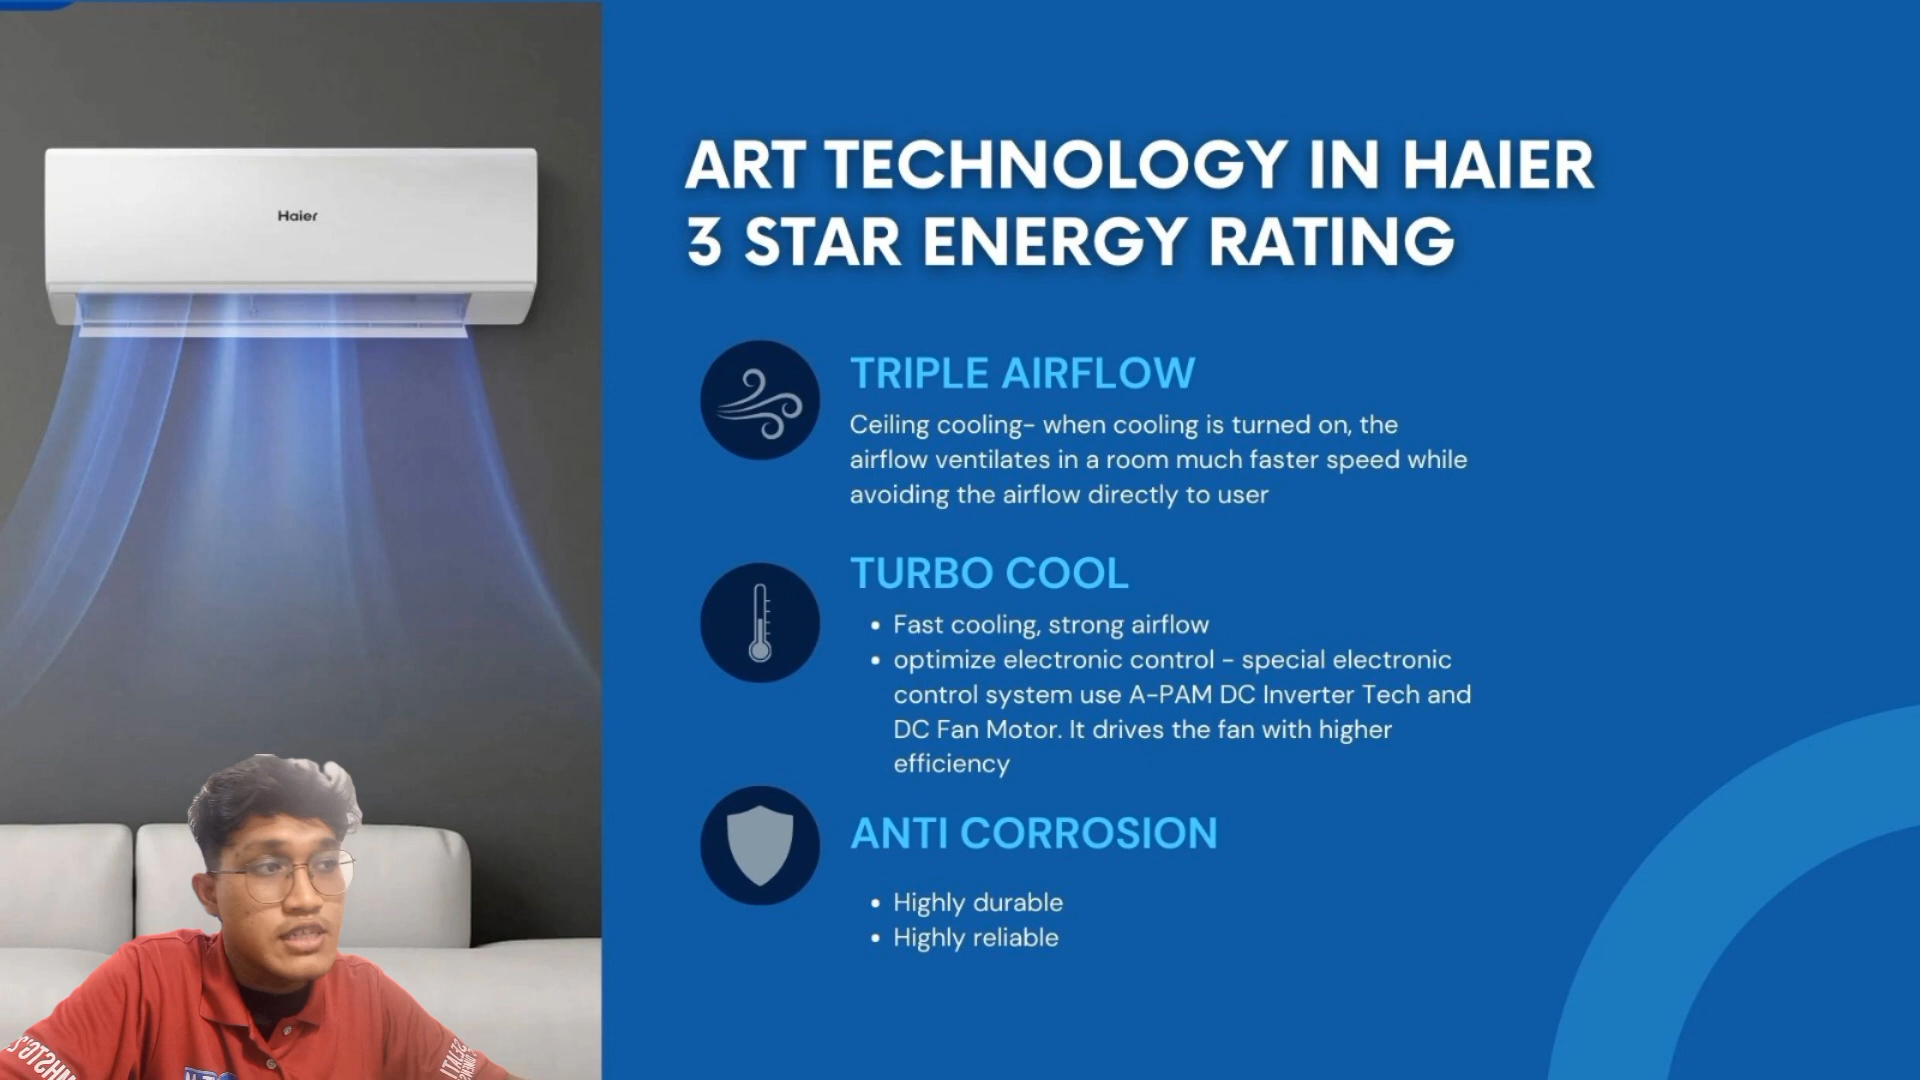 Haier
ART TECHNOLOGY IN HAIER
3 STAR ENERGY RATING
TRIPLE AIRFLOW
Ceiling cooling- when cooling is turned on, the
airflow ventilates in a room much faster speed while
avoiding the airflow directly to user
TURBO COOL
• Fast cooling, strong airflow
• optimize electronic control - special electronic
control system use A-PAM DC Inverter Tech and
DC Fan Motor. It drives the fan with higher
efficiency
ANTI CORROSION
• Highly durable
• Highly reliable